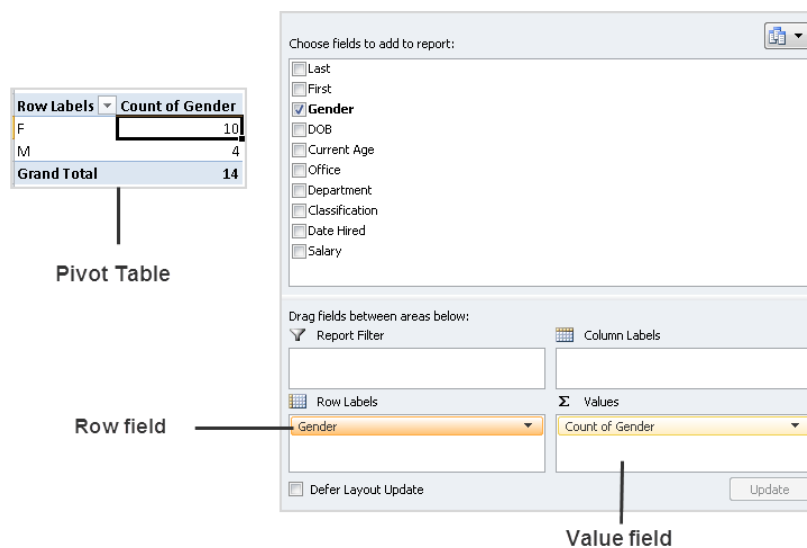 Row Labels Count of Gender
F 10
M 4
Grand Total 14
Pivot Table
Choose fields to add to report:
Last
First
Gender
DOB
Current Age
Office
Department
Classification
Date Hired
Salary
Drag fields between areas below:
Report Filter
Column Labels
Row Labels
Σ Values
Row field
Gender
Count of Gender
Defer Layout Update
Update
Value field